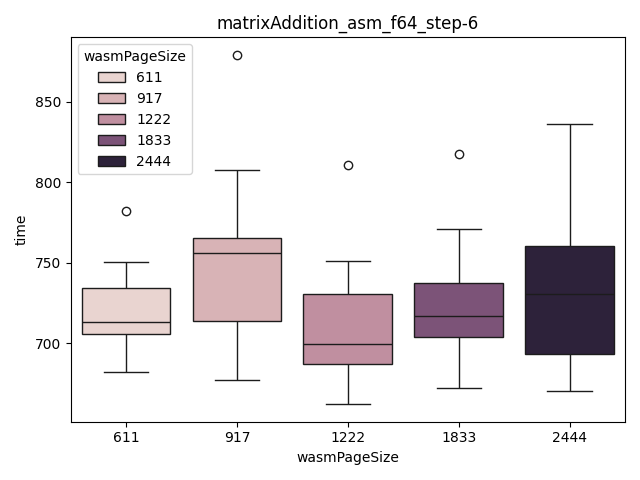 matrixAddition_asm_f64_step-6
wasmPageSize
611
917
1222
1833
2444
850
800
750
700
time
611 917 1222 1833 2444
wasmPageSize